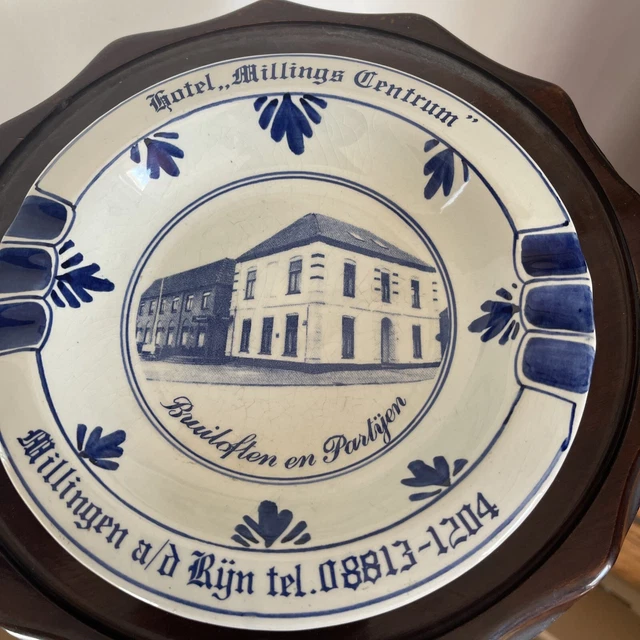 Hotel „Millings Centrum”
Bruiloften en Partijen
Millingen a/d Rijn tel. 08813-1204